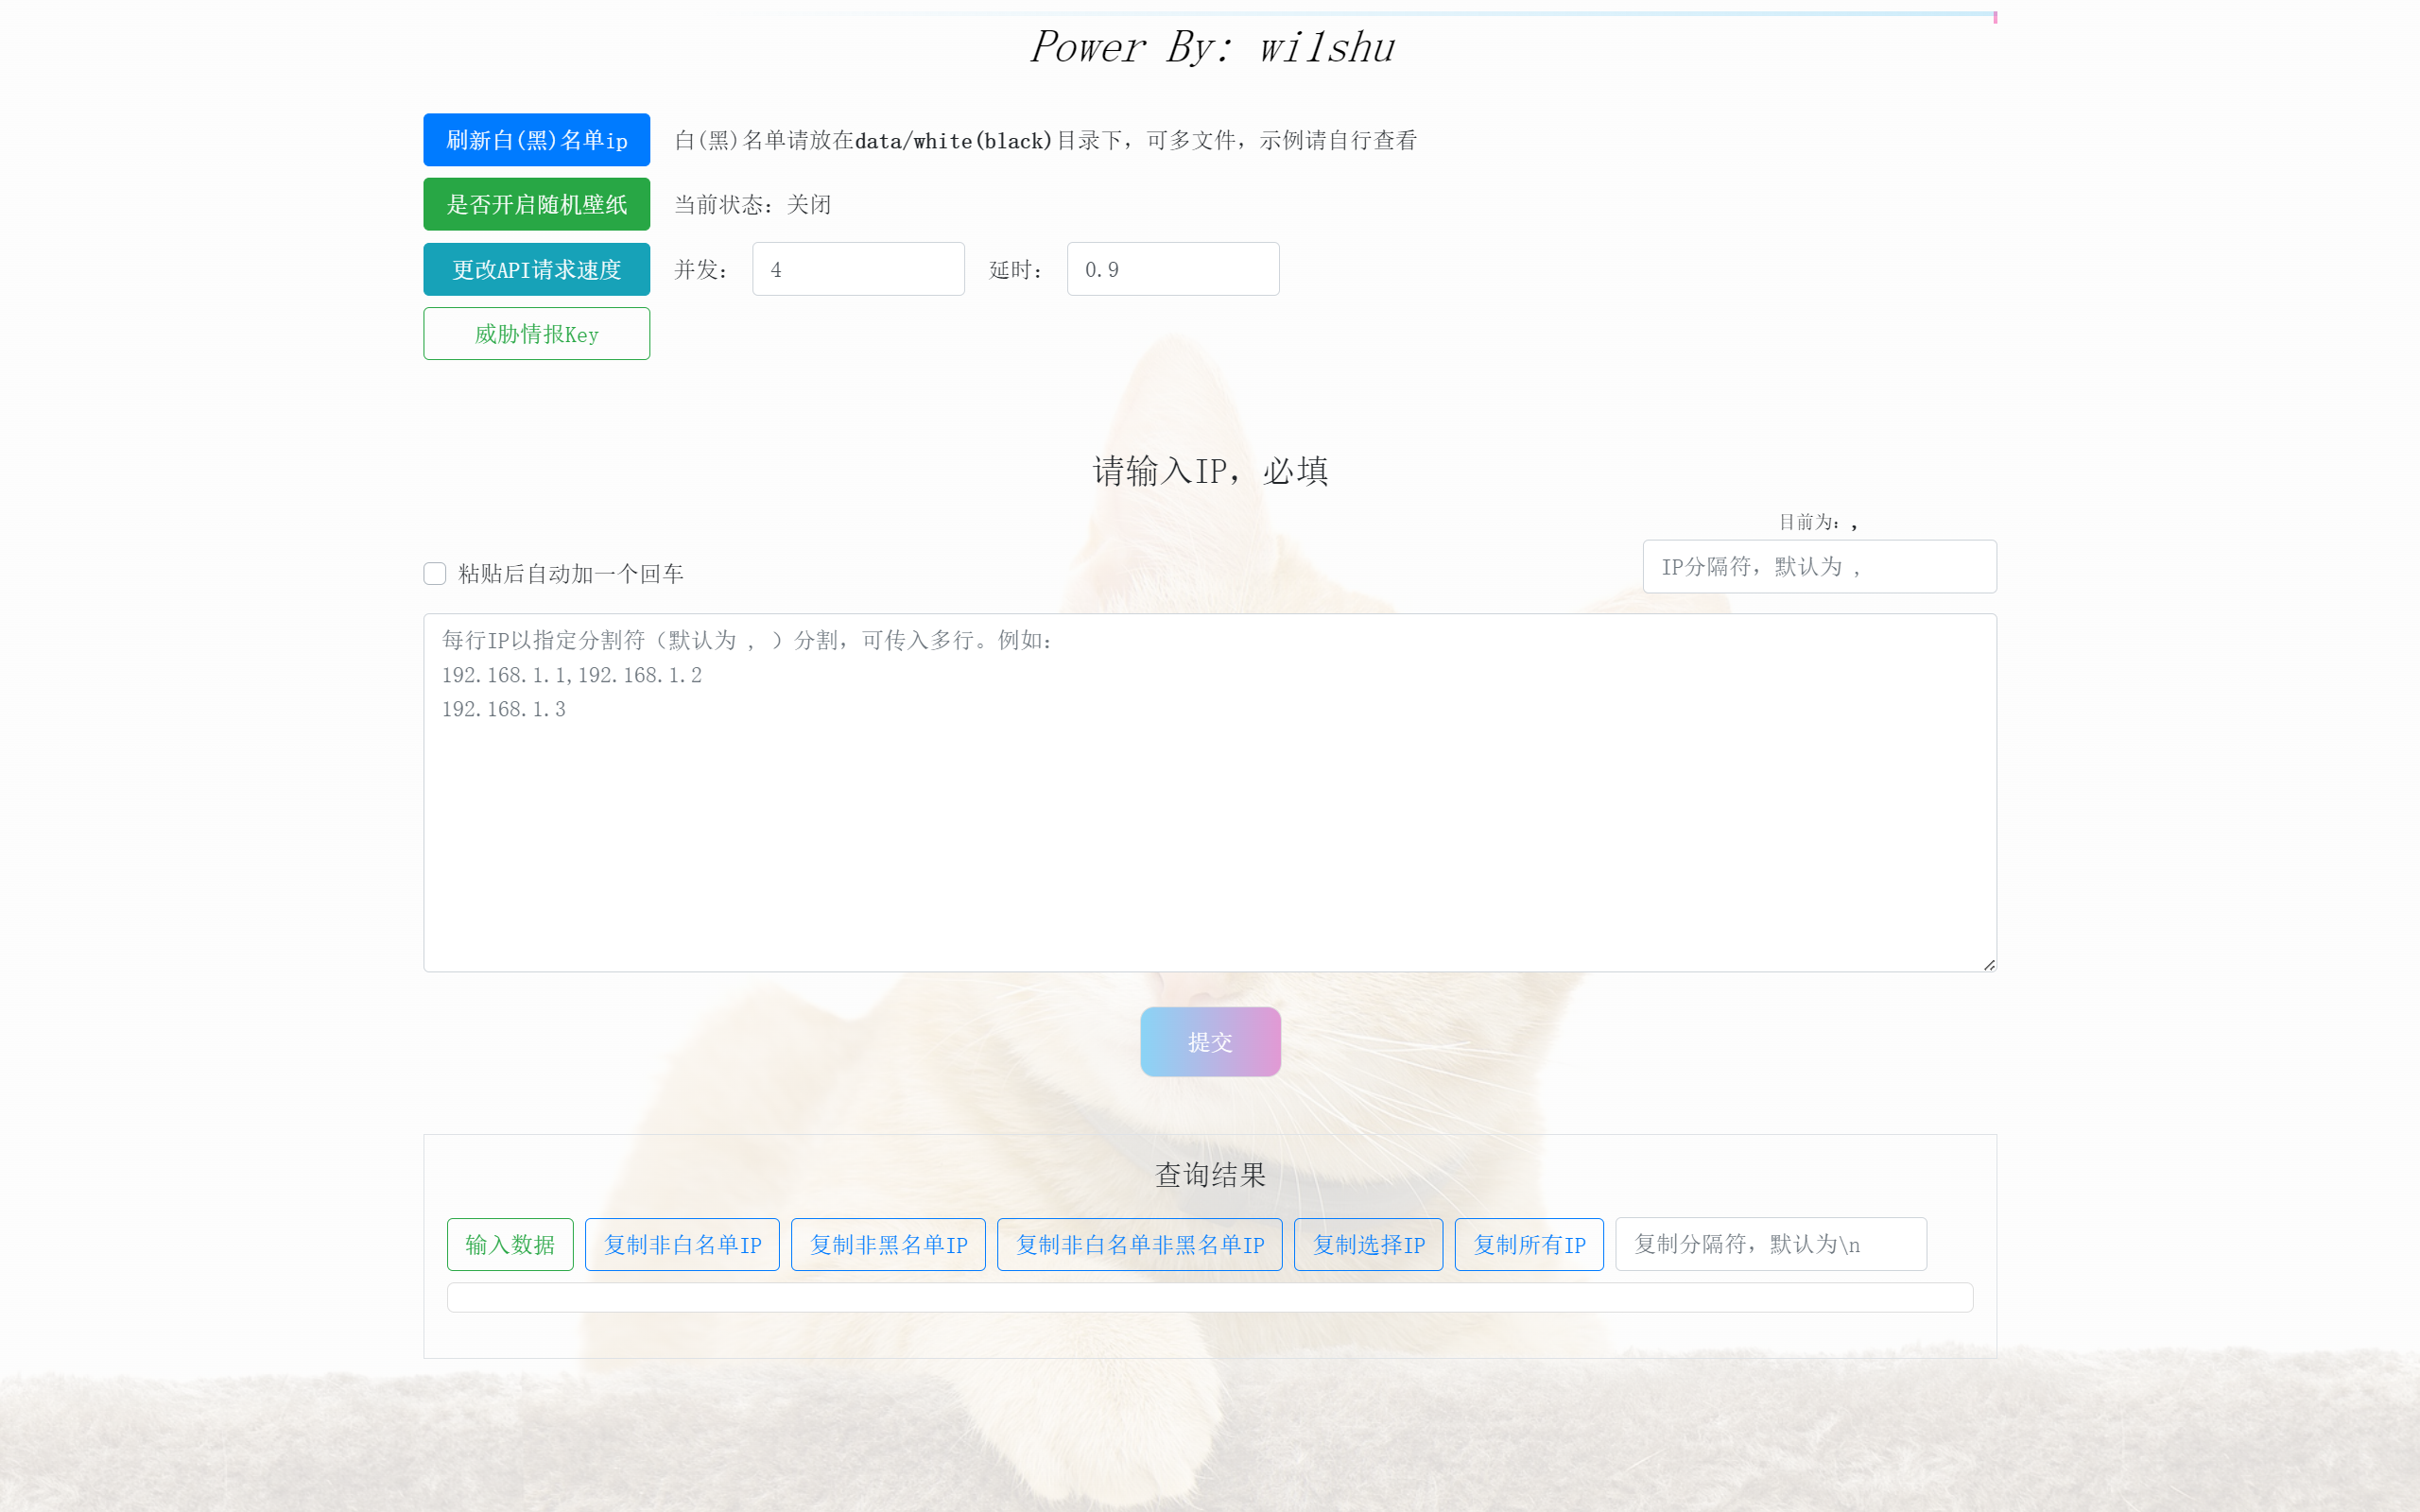 Power By: wi1shu
刷新白(黑)名单ip 白(黑)名单请放在data/white(black)目录下，可多文件，示例请自行查看
是否开启随机壁纸 当前状态：关闭
更改API请求速度 并发： 4 延时： 0.9
威胁情报Key
请输入IP，必填
目前为：,
粘贴后自动加一个回车 IP分隔符，默认为 ,
每行IP以指定分割符（默认为 , ）分割，可传入多行。例如：
192.168.1.1,192.168.1.2
192.168.1.3
提交
查询结果
输入数据 复制非白名单IP 复制非黑名单IP 复制非白名单非黑名单IP 复制选择IP 复制所有IP 复制分隔符，默认为\n